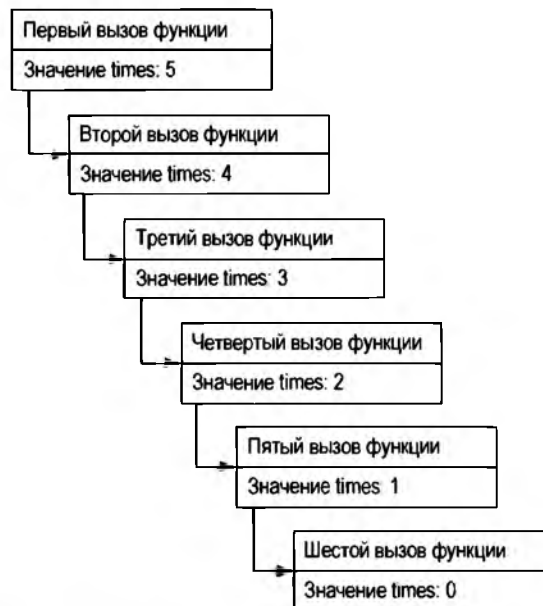 Первый вызов функции
Значение times: 5
Второй вызов функции
Значение times: 4
Третий вызов функции
Значение times: 3
Четвертый вызов функции
Значение times: 2
Пятый вызов функции
Значение times 1
Шестой вызов функции
Значение times: 0